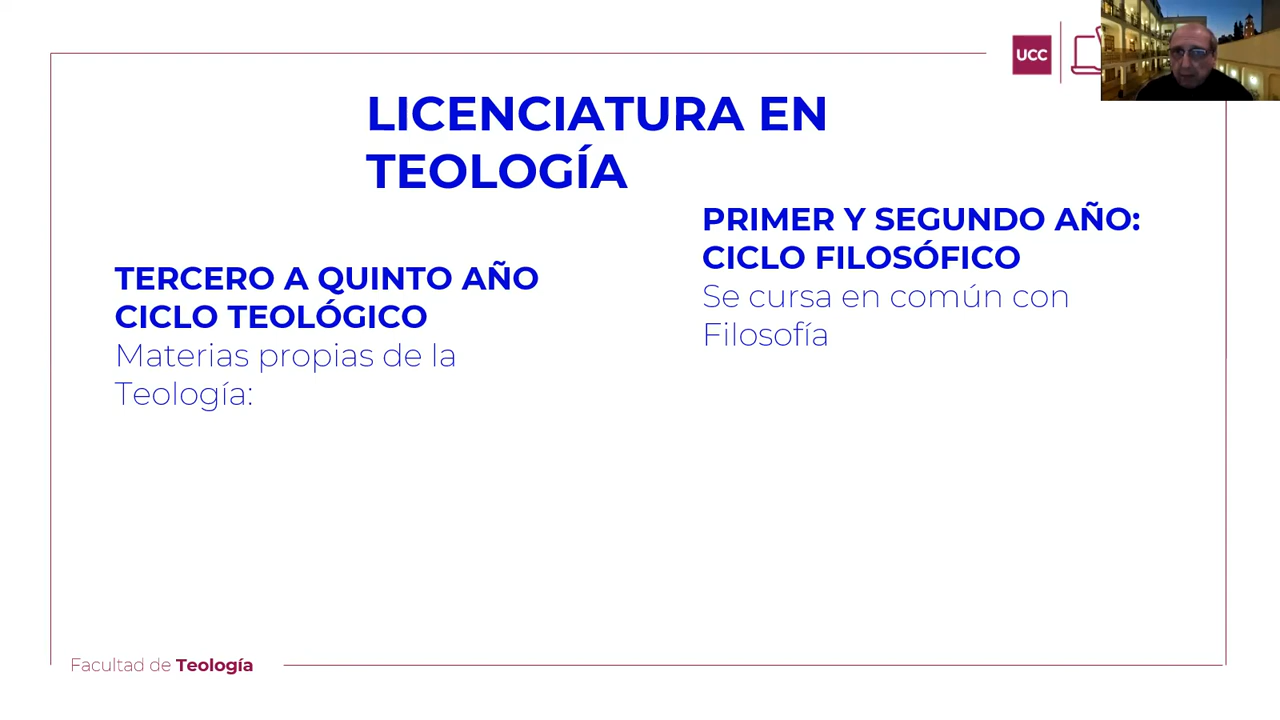 UCC
LICENCIATURA EN
TEOLOGÍA
PRIMER Y SEGUNDO AÑO:
CICLO FILOSÓFICO
Se cursa en común con
Filosofía
TERCERO A QUINTO AÑO
CICLO TEOLÓGICO
Materias propias de la
Teología:
Facultad de Teología